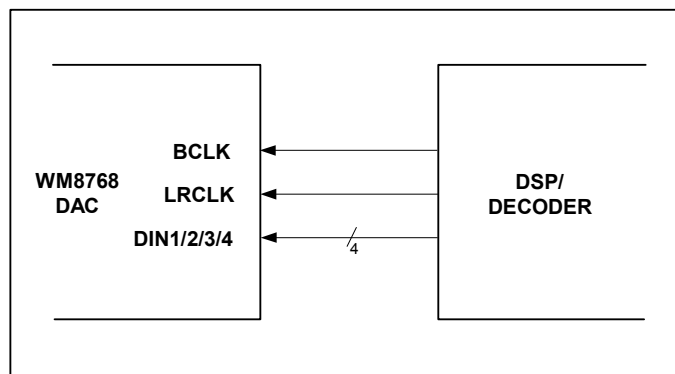 BCLK
WM8768
DAC
LRCLK
DIN1/2/3/4
4
DSP/
DECODER